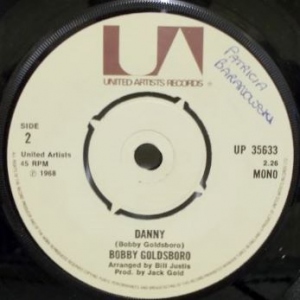 UA
UNITED ARTISTS RECORDS
PATRICIA
BARANOWSKI
SIDE
2
United Artists
45 RPM
℗ 1968
UP 35633
2.26
MONO
DANNY
(Bobby Goldsboro)
BOBBY GOLDSBORO
Arranged by Bill Justis
Prod. by Jack Gold